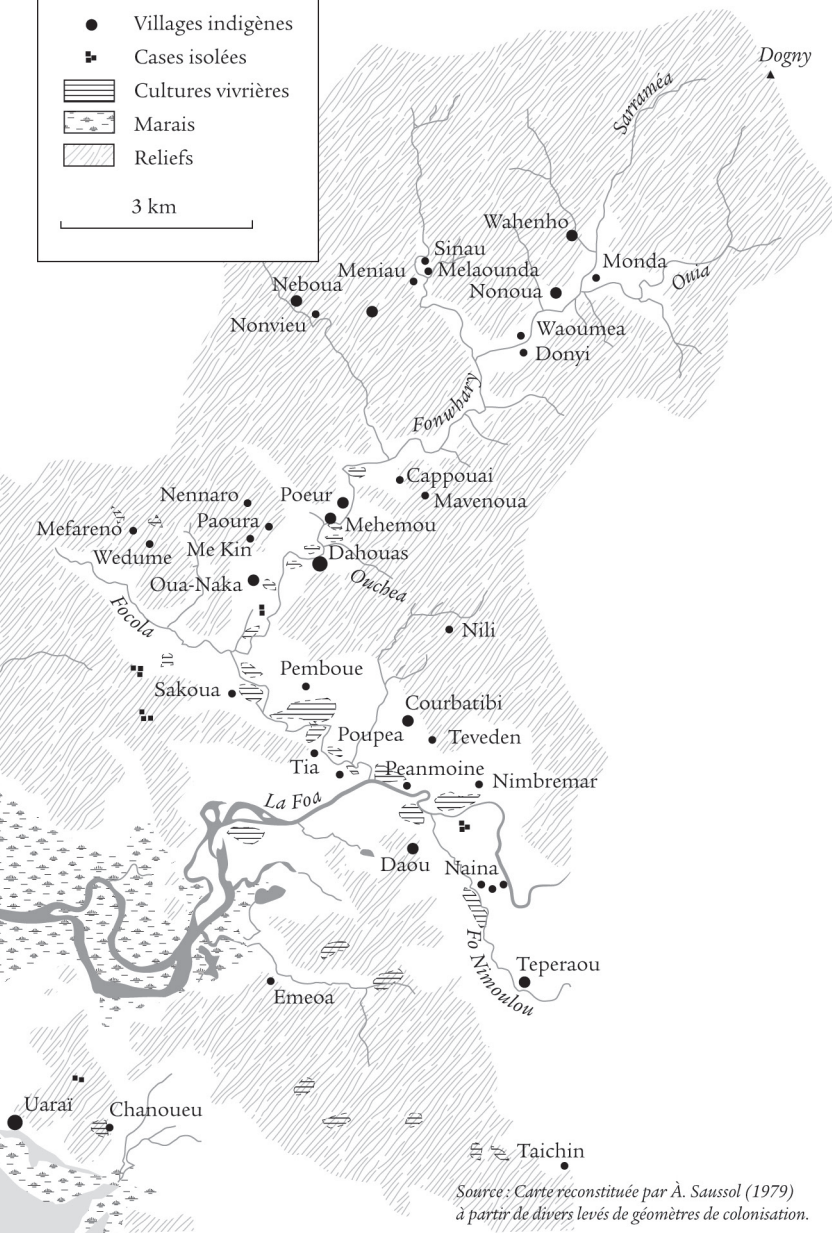 Villages indigènes
Cases isolées
Cultures vivrières
Marais
Reliefs
3 km
Dogny
Sarraméa
Wahenho
Sinau
Monda
Meniau
Melaounda
Ouia
Neboua
Nonoua
Nonvieu
Waoumea
Donyi
Fonwhary
Cappouai
Nennaro
Poeur
Mavenoua
Mefareno
Paoura
Mehemou
Wedume
Me Kin
Dahouas
Oua-Naka
Ouchea
Focola
Nili
Pemboue
Sakoua
Courbatibi
Poupea
Teveden
Tia
Peanmoine
Nimbremar
La Foa
Daou
Naina
Fo Nimoulou
Teperaou
Emeoa
Uaraï
Chanoueu
Taichin
Source : Carte reconstituée par À. Saussol (1979)
à partir de divers levés de géomètres de colonisation.